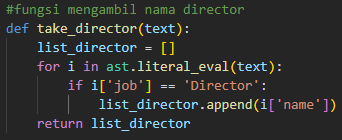 #fungsi mengambil nama director
def take_director(text):
    list_director = []
    for i in ast.literal_eval(text):
        if i['job'] == 'Director':
            list_director.append(i['name'])
    return list_director